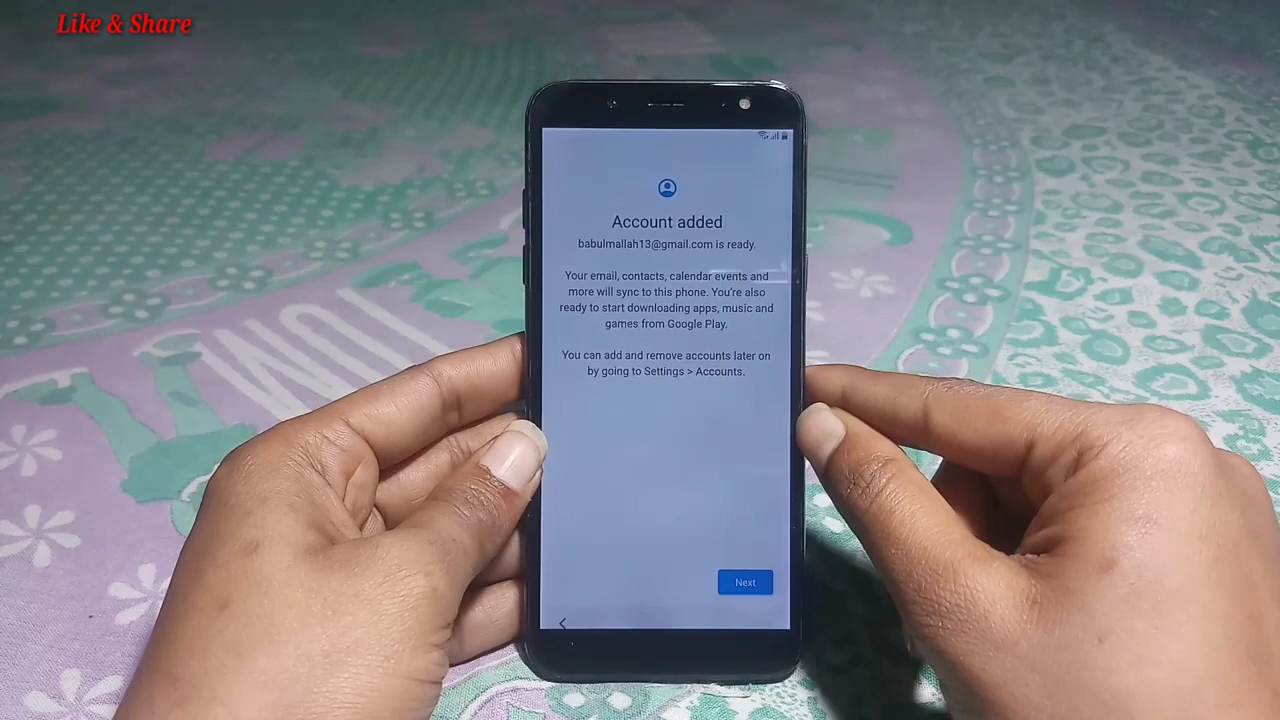 Like & Share
Account added
babulmallah13@gmail.com is ready.
Your email, contacts, calendar events and
more will sync to this phone. You're also
ready to start downloading apps, music and
games from Google Play.
You can add and remove accounts later on
by going to Settings > Accounts.
Next
MOM